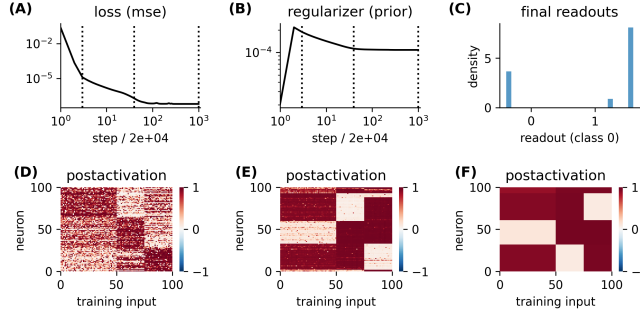 (A) loss (mse)
10^−2
10^−5
10^0 10^1 10^2 10^3
step / 2e+04
(B) regularizer (prior)
10^−4
10^0 10^1 10^2 10^3
step / 2e+04
(C) final readouts
density
5
0
0 1
readout (class 0)
(D) postactivation
neuron
100
0
0 50 100
training input
1
0
−1
(E) postactivation
neuron
100
0
0 50 100
training input
1
0
−1
(F) postactivation
neuron
100
0
0 50 100
training input
1
0
−1